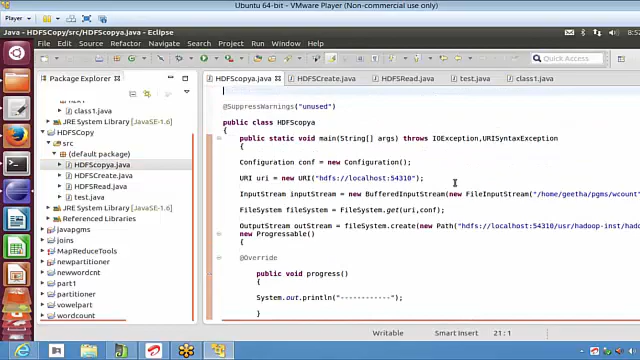 Ubuntu 64-bit - VMware Player (Non-commercial use only)
Player
Java - HDFSCopy/src/HDFScopya.java - Eclipse
8:52
File Edit Source Refactor Navigate Search Project Run Window Help
Quick Access
Package Explorer
class1.java
JRE System Library [JavaSE-1.6]
HDFSCopy
src
(default package)
HDFScopya.java
HDFSCreate.java
HDFSRead.java
test.java
JRE System Library [JavaSE-1.6]
Referenced Libraries
javapgms
joins
MapReduceTools
newpartitioner
newwordcnt
part1
partitioner
vowelpart
wordcount
HDFScopya.java HDFSCreate.java HDFSRead.java test.java class1.java
@SuppressWarnings("unused")
public class HDFScopya
{
public static void main(String[] args) throws IOException,URISyntaxException
{
Configuration conf = new Configuration();
URI uri = new URI("hdfs://localhost:54310");
InputStream inputStream = new BufferedInputStream(new FileInputStream("/home/geetha/pgms/wcount"
FileSystem fileSystem = FileSystem.get(uri,conf);
OutputStream outStream = fileSystem.create(new Path("hdfs://localhost:54310/usr/hadoop-inst/had
new Progressable()
{
@Override
public void progress()
{
System.out.println("------------");
}
Writable Smart Insert 21 : 1